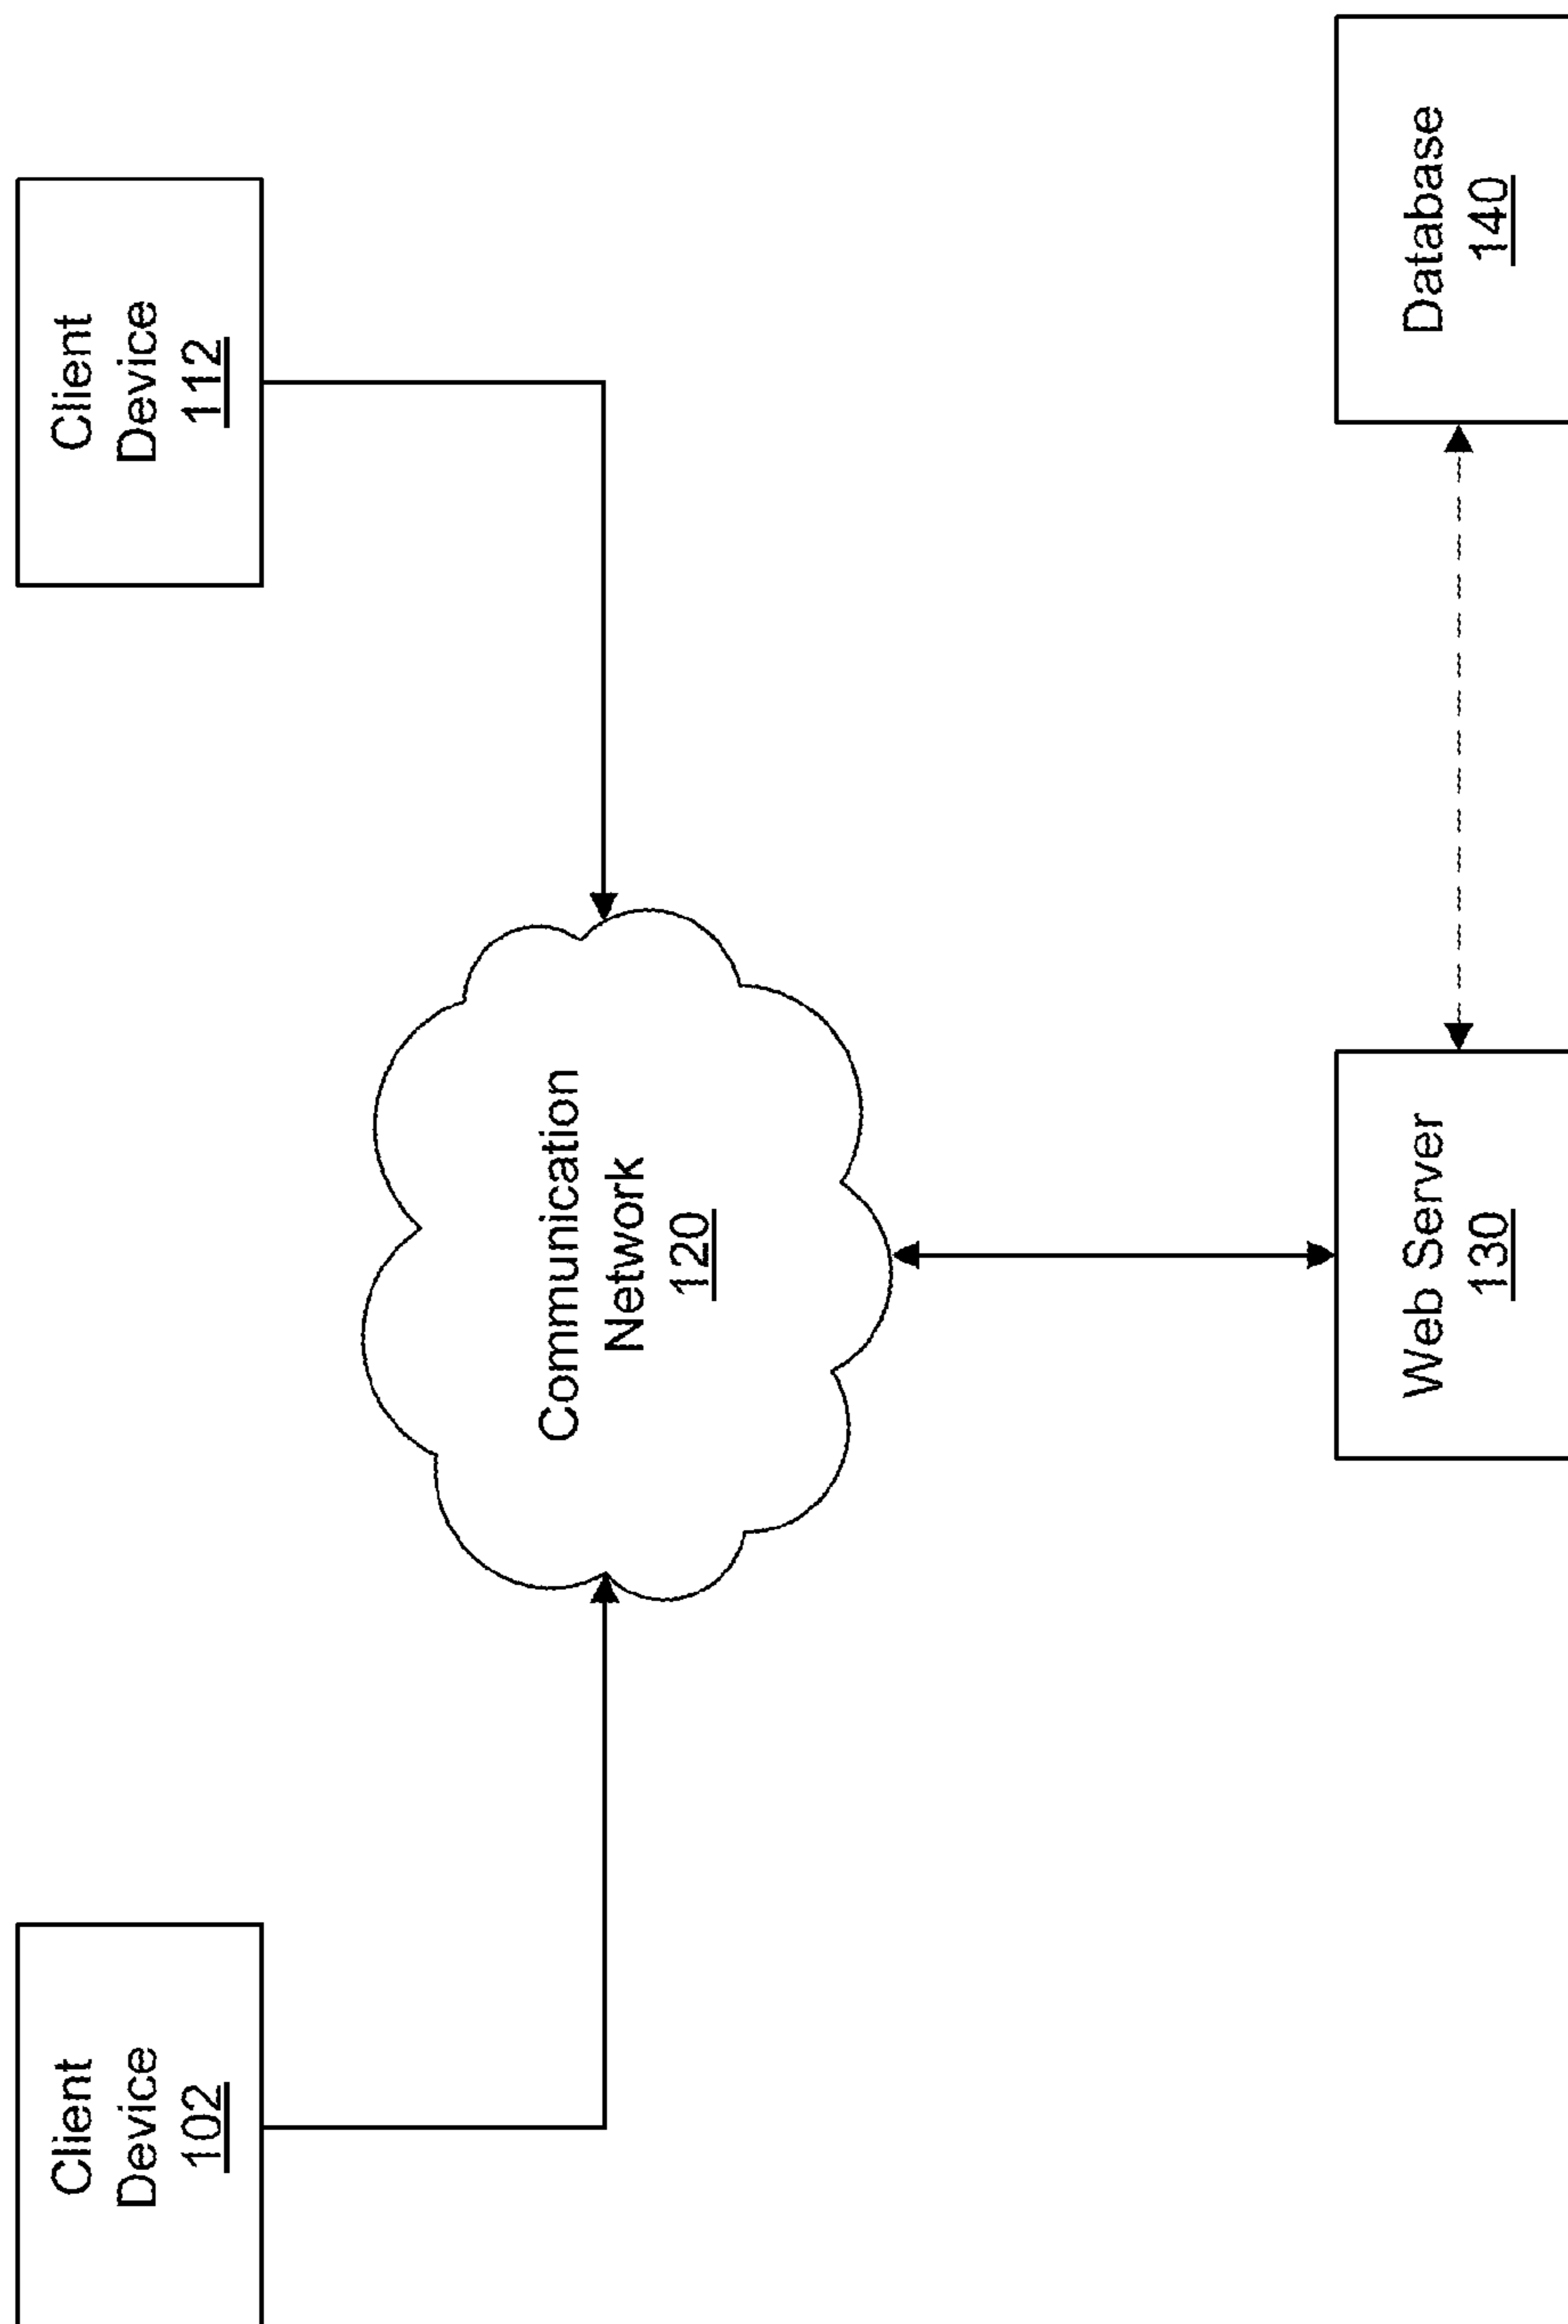 Client
Device
102
Client
Device
112
Communication
Network
120
Web Server
130
Database
140